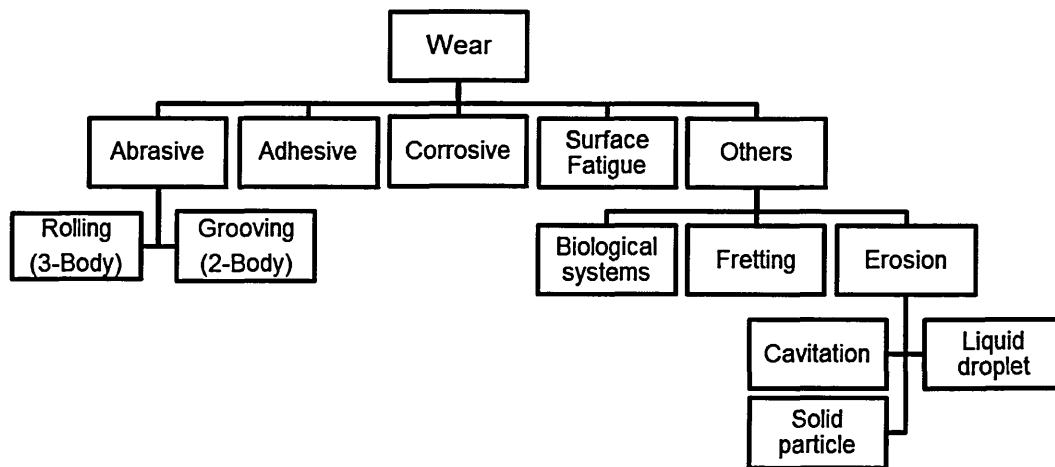 Wear
Abrasive
Adhesive
Corrosive
Surface
Fatigue
Others
Rolling
(3-Body)
Grooving
(2-Body)
Biological
systems
Fretting
Erosion
Cavitation
Liquid
droplet
Solid
particle